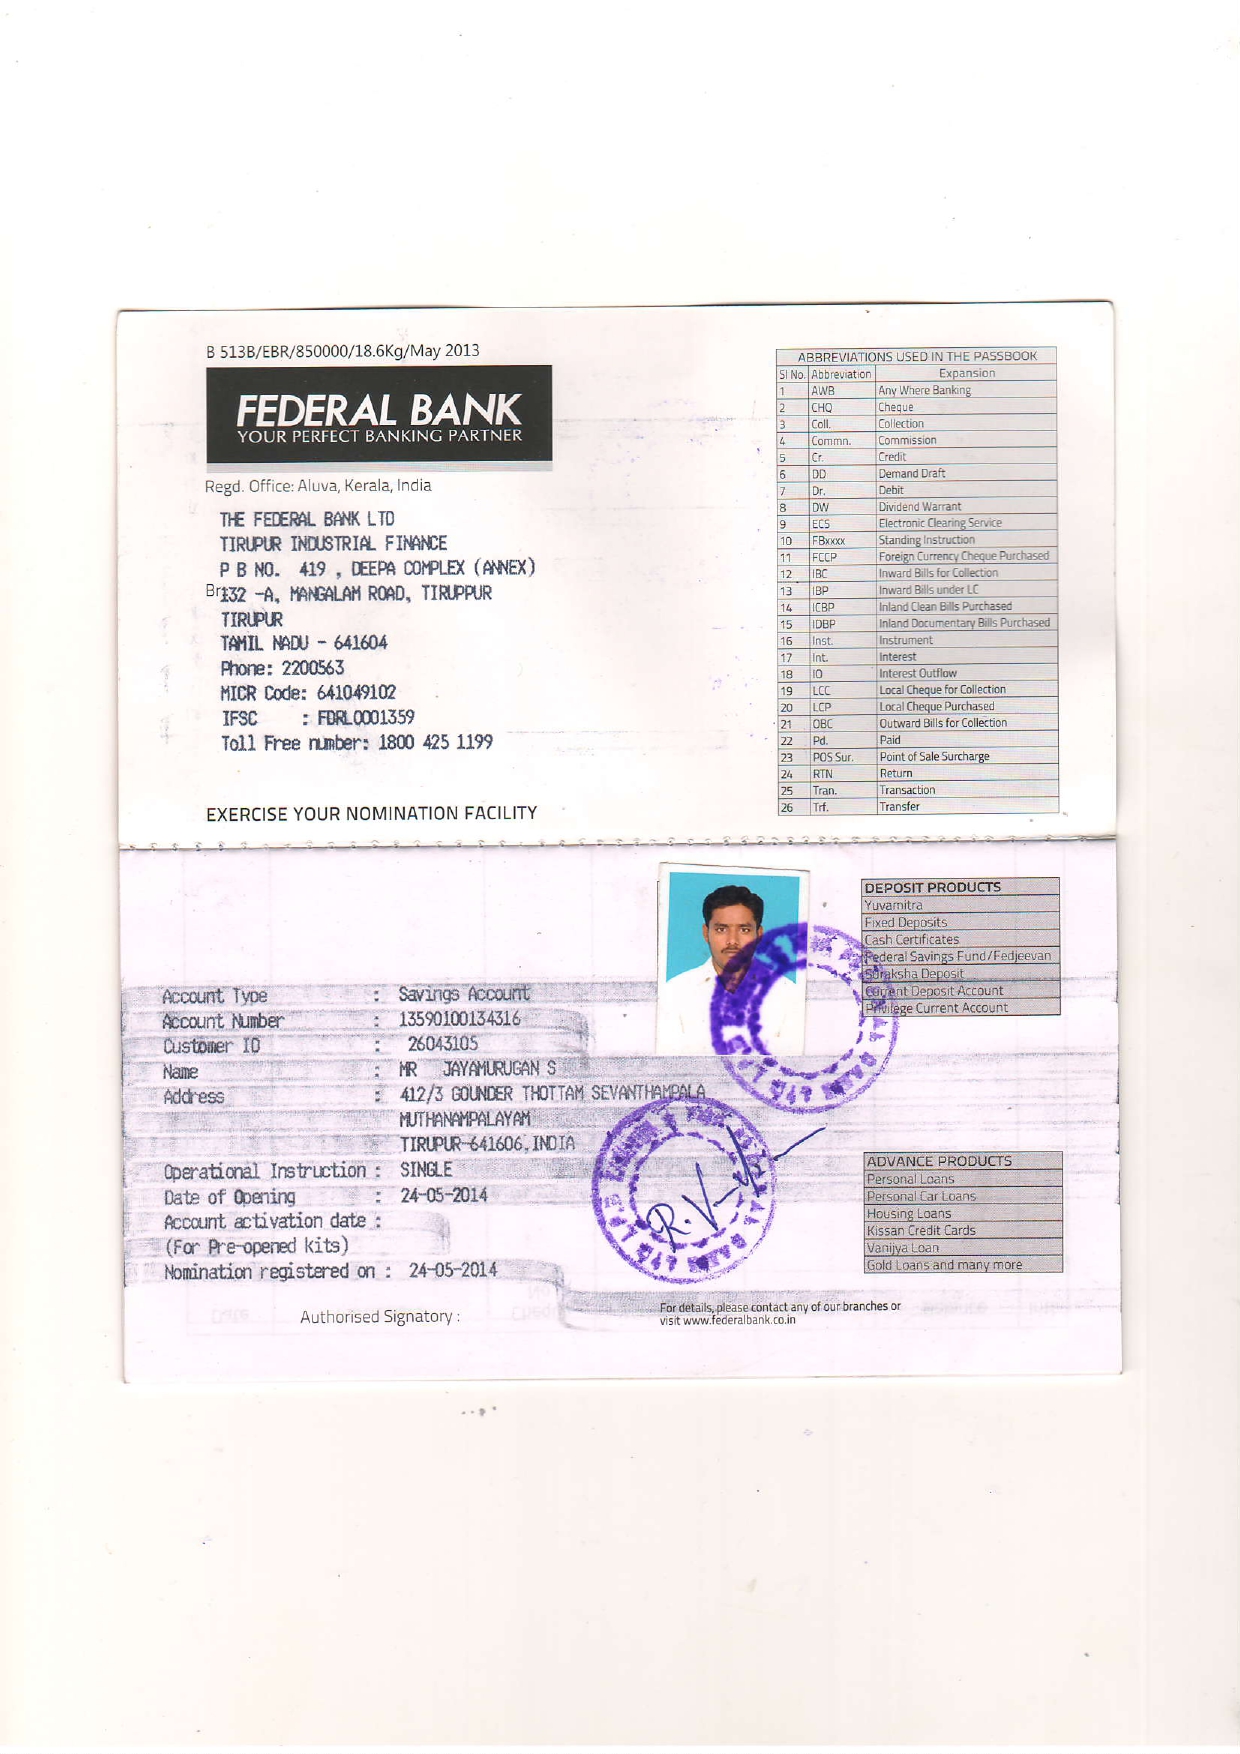 B 513B/EBR/850000/18.6Kg/May 2013
FEDERAL BANK
YOUR PERFECT BANKING PARTNER
Regd. Office: Aluva, Kerala, India
THE FEDERAL BANK LTD
TIRUPUR INDUSTRIAL FINANCE
P B NO. 419 , DEEPA COMPLEX (ANNEX)
132 -A, MANGALAM ROAD, TIRUPPUR
TIRUPUR
TAMIL NADU - 641604
Phone: 2200563
MICR Code: 641049102
IFSC : FDRL0001359
Toll Free number: 1800 425 1199
EXERCISE YOUR NOMINATION FACILITY
ABBREVIATIONS USED IN THE PASSBOOK
Sl No. Abbreviation Expansion
1 AWB Any Where Banking
2 CHQ Cheque
3 Coll. Collection
4 Commn. Commission
5 Cr. Credit
6 DD Demand Draft
7 Dr. Debit
8 DW Dividend Warrant
9 ECS Electronic Clearing Service
10 FBxxxx Standing Instruction
11 FCCP Foreign Currency Cheque Purchased
12 IBC Inward Bills for Collection
13 IBP Inward Bills under LC
14 ICBP Inland Clean Bills Purchased
15 IDBP Inland Documentary Bills Purchased
16 Inst. Instrument
17 Int. Interest
18 IO Interest Outflow
19 LCC Local Cheque for Collection
20 LCP Local Cheque Purchased
21 OBC Outward Bills for Collection
22 Pd. Paid
23 POS Sur. Point of Sale Surcharge
24 RTN Return
25 Tran. Transaction
26 Trf. Transfer
Account Type : Savings Account
Account Number : 13590100134316
Customer ID : 26043105
Name : MR JAYAMURUGAN S
Address : 412/3 GOUNDER THOTTAM SEVANTHAMPALA
MUTHANAMPALAYAM
TIRUPUR-641606, INDIA
Operational Instruction : SINGLE
Date of Opening : 24-05-2014
Account activation date :
(For Pre-opened kits)
Nomination registered on : 24-05-2014
Authorised Signatory :
DEPOSIT PRODUCTS
Yuvamitra
Fixed Deposits
Cash Certificates
Federal Savings Fund/Fedjeevan
Suraksha Deposit
Current Deposit Account
Privilege Current Account
ADVANCE PRODUCTS
Personal Loans
Personal Car Loans
Housing Loans
Kissan Credit Cards
Vanijya Loan
Gold Loans and many more
For details, please contact any of our branches or
visit www.federalbank.co.in